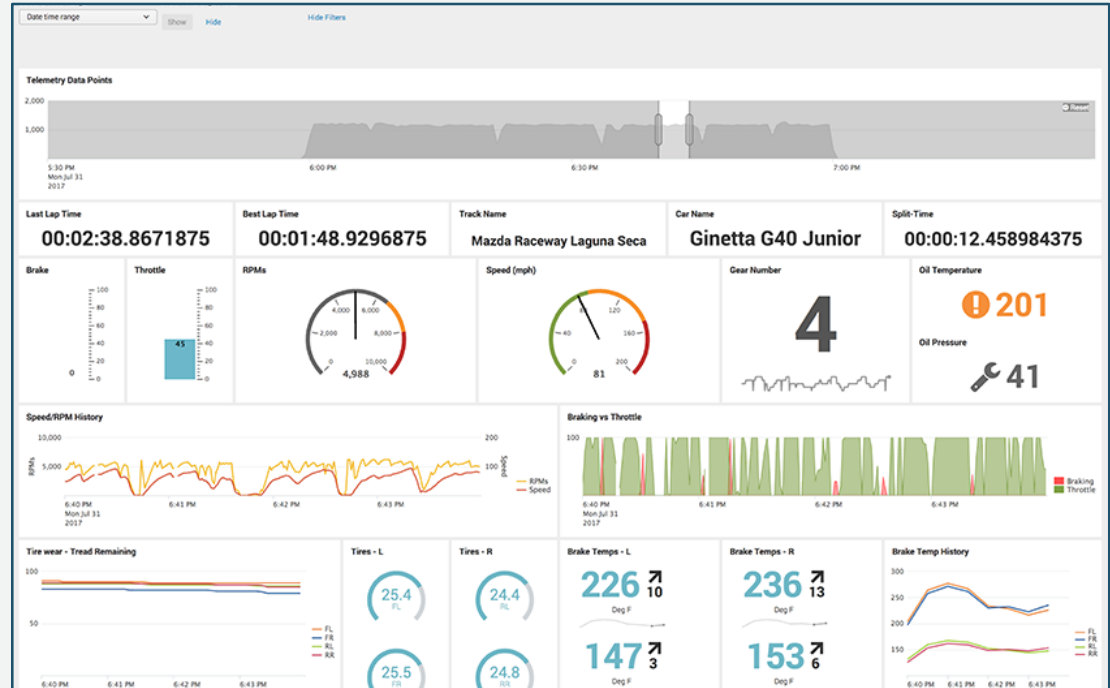 Date time range
Show
Hide
Hide Filters
Telemetry Data Points
2,000
1,000
Reset
5:30 PM
Mon Jul 31
2017
6:00 PM
6:30 PM
7:00 PM
Last Lap Time
00:02:38.8671875
Best Lap Time
00:01:48.9296875
Track Name
Mazda Raceway Laguna Seca
Car Name
Ginetta G40 Junior
Split-Time
00:00:12.458984375
Brake
100
80
60
40
20
0
0
Throttle
100
80
60
40
20
0
45
RPMs
0
2,000
4,000
6,000
8,000
10,000
4,988
Speed (mph)
0
40
80
120
160
200
81
Gear Number
4
Oil Temperature
201
Oil Pressure
41
Speed/RPM History
10,000
5,000
RPMs
200
100
Speed
RPMs
Speed
6:40 PM
Mon Jul 31
2017
6:41 PM
6:42 PM
6:43 PM
Braking vs Throttle
100
Braking
Throttle
6:40 PM
Mon Jul 31
2017
6:41 PM
6:42 PM
6:43 PM
Tire wear - Tread Remaining
100
50
FL
FR
RL
RR
6:40 PM
6:41 PM
6:42 PM
6:43 PM
Tires - L
25.4
FL
25.5
FR
Tires - R
24.4
RL
24.8
RR
Brake Temps - L
226
10
Deg F
147
3
Deg F
Brake Temps - R
236
13
Deg F
153
6
Deg F
Brake Temp History
300
250
200
150
FL
FR
RL
RR
6:40 PM
6:41 PM
6:42 PM
6:43 PM